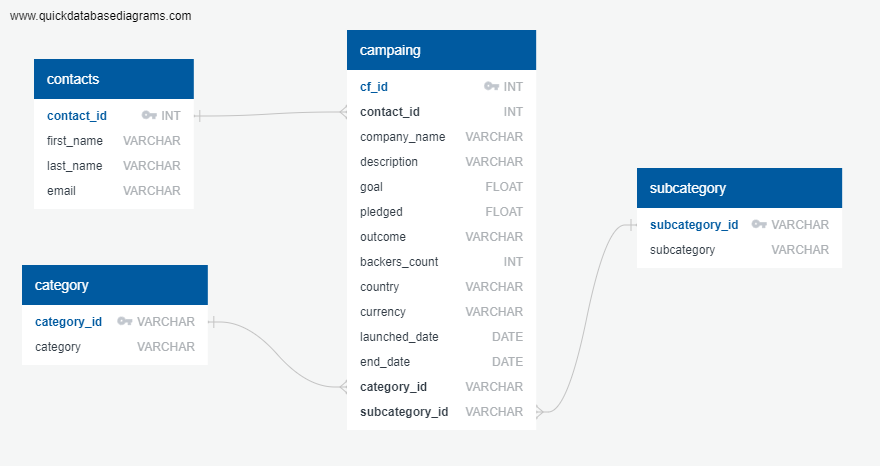 www.quickdatabasediagrams.com
contacts
contact_id INT
first_name VARCHAR
last_name VARCHAR
email VARCHAR
category
category_id VARCHAR
category VARCHAR
campaing
cf_id INT
contact_id INT
company_name VARCHAR
description VARCHAR
goal FLOAT
pledged FLOAT
outcome VARCHAR
backers_count INT
country VARCHAR
currency VARCHAR
launched_date DATE
end_date DATE
category_id VARCHAR
subcategory_id VARCHAR
subcategory
subcategory_id VARCHAR
subcategory VARCHAR